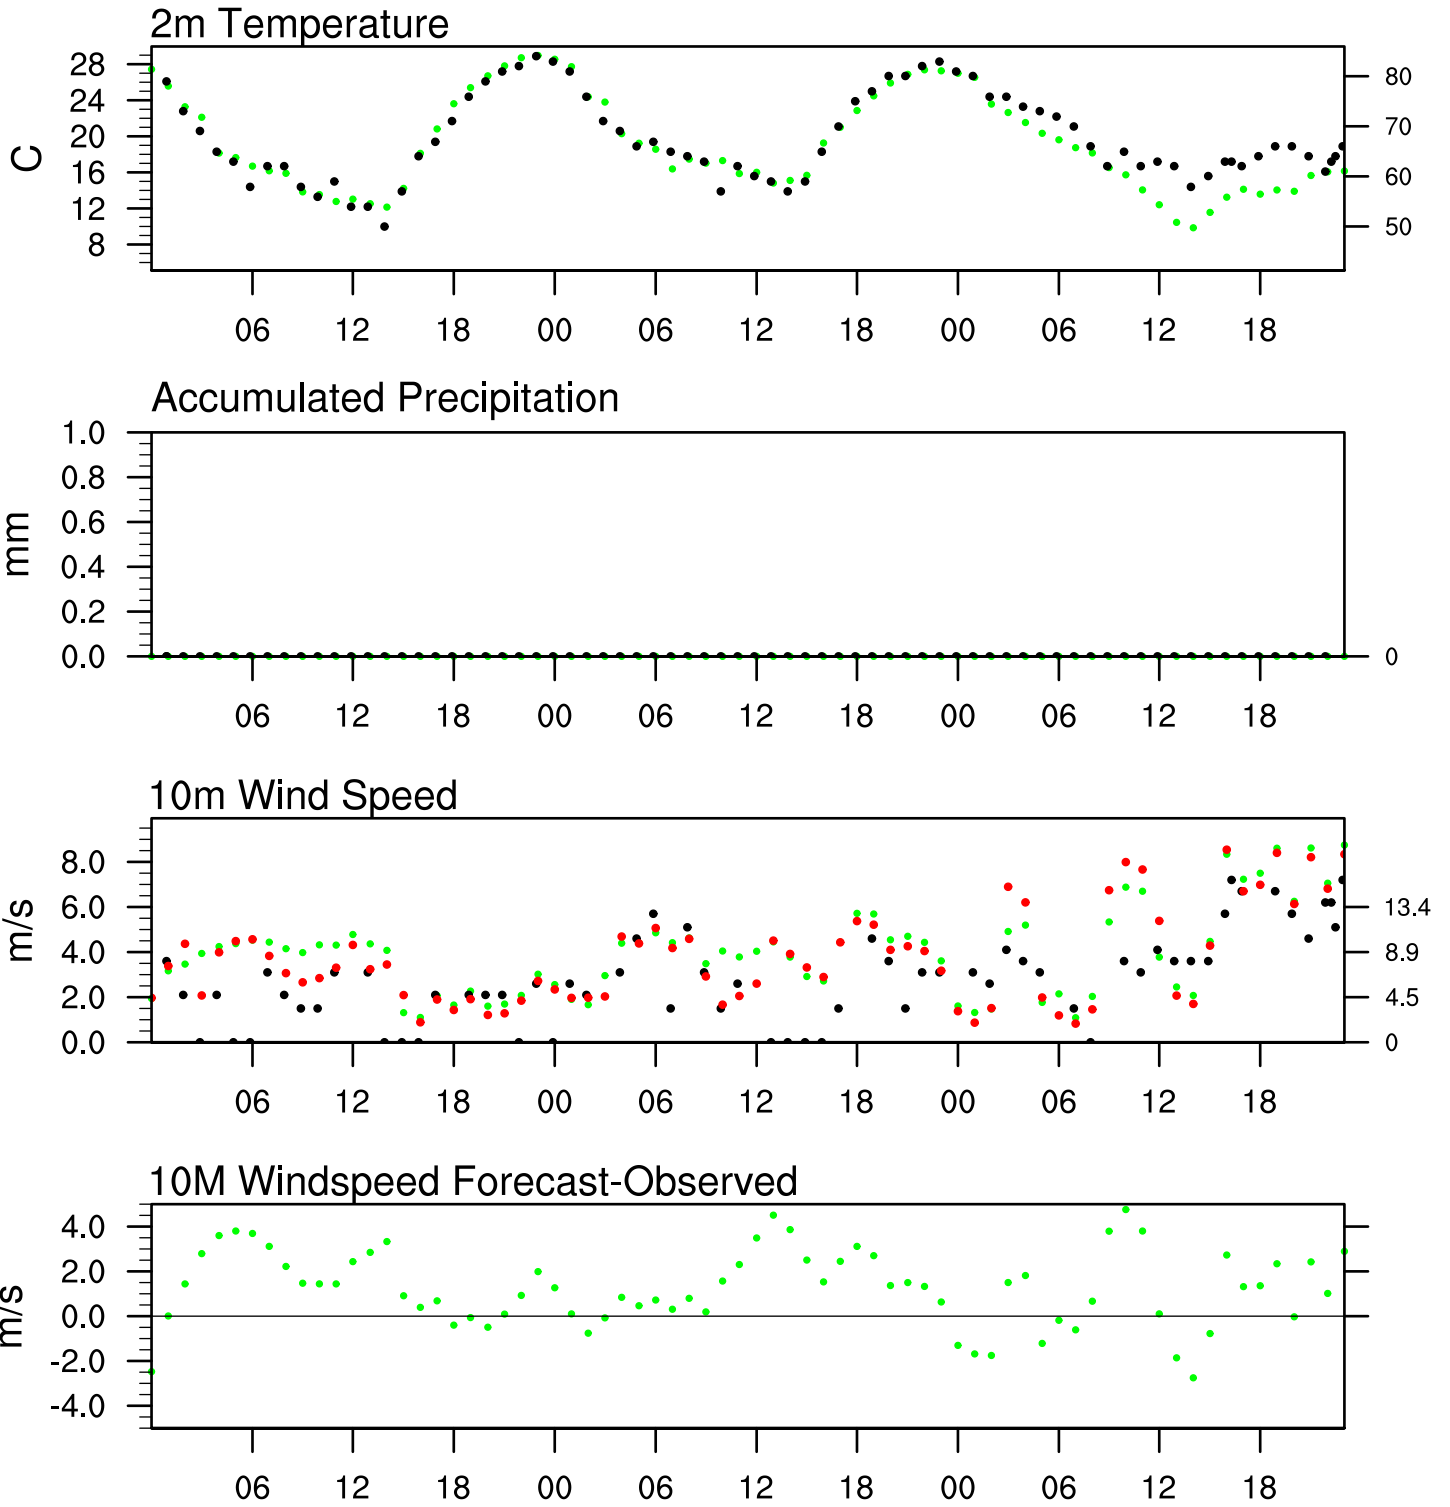 2m Temperature
28
24
20
16
12
8
C
80
70
60
50
06 12 18 00 06 12 18 00 06 12 18
Accumulated Precipitation
1.0
0.8
0.6
0.4
0.2
0.0
mm
0
06 12 18 00 06 12 18 00 06 12 18
10m Wind Speed
8.0
6.0
4.0
2.0
0.0
m/s
13.4
8.9
4.5
0
06 12 18 00 06 12 18 00 06 12 18
10M Windspeed Forecast-Observed
4.0
2.0
0.0
-2.0
-4.0
m/s
06 12 18 00 06 12 18 00 06 12 18